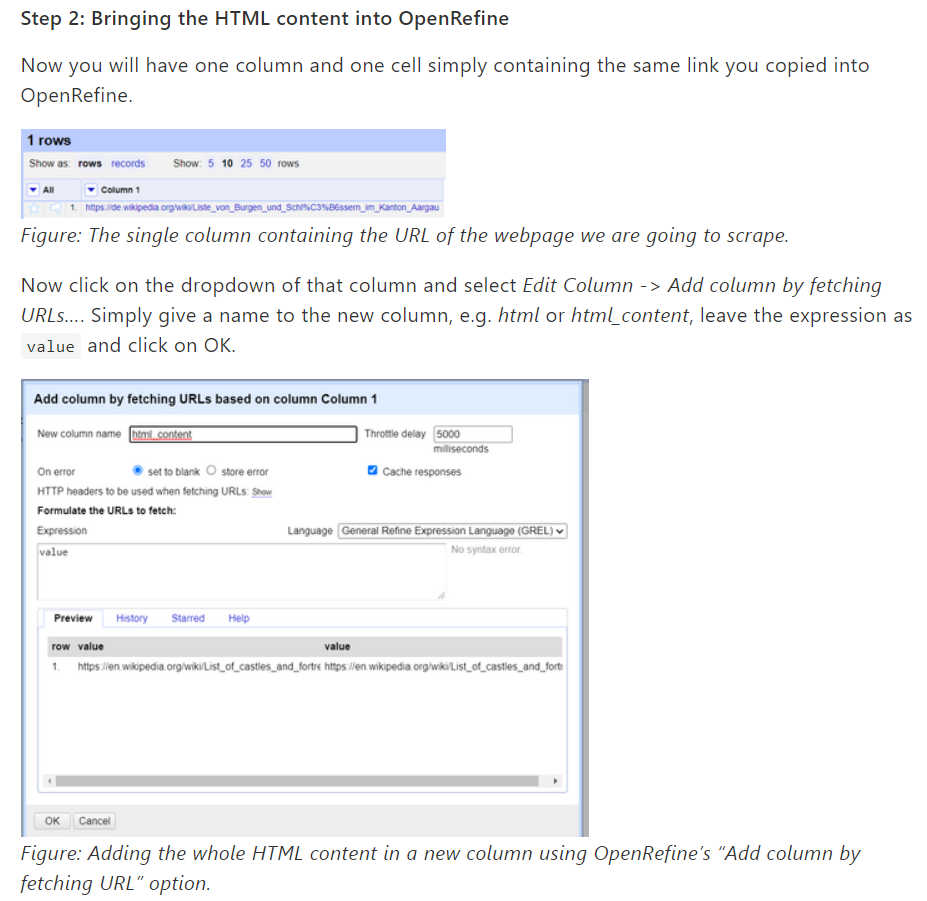 Step 2: Bringing the HTML content into OpenRefine
Now you will have one column and one cell simply containing the same link you copied into
OpenRefine.
1 rows
Show as: rows records Show: 5 10 25 50 rows
All Column 1
1. https://de.wikipedia.org/wiki/Liste_von_Burgen_und_Schl%C3%B6ssern_im_Kanton_Aargau
Figure: The single column containing the URL of the webpage we are going to scrape.
Now click on the dropdown of that column and select Edit Column -> Add column by fetching
URLs…. Simply give a name to the new column, e.g. html or html_content, leave the expression as
value and click on OK.
Add column by fetching URLs based on column Column 1
New column name html_content Throttle delay 5000
milliseconds
On error set to blank store error Cache responses
HTTP headers to be used when fetching URLs: Show
Formulate the URLs to fetch:
Expression Language General Refine Expression Language (GREL)
value No syntax error.
Preview History Starred Help
row value value
1. https://en.wikipedia.org/wiki/List_of_castles_and_fortre https://en.wikipedia.org/wiki/List_of_castles_and_fort
OK Cancel
Figure: Adding the whole HTML content in a new column using OpenRefine’s “Add column by
fetching URL” option.